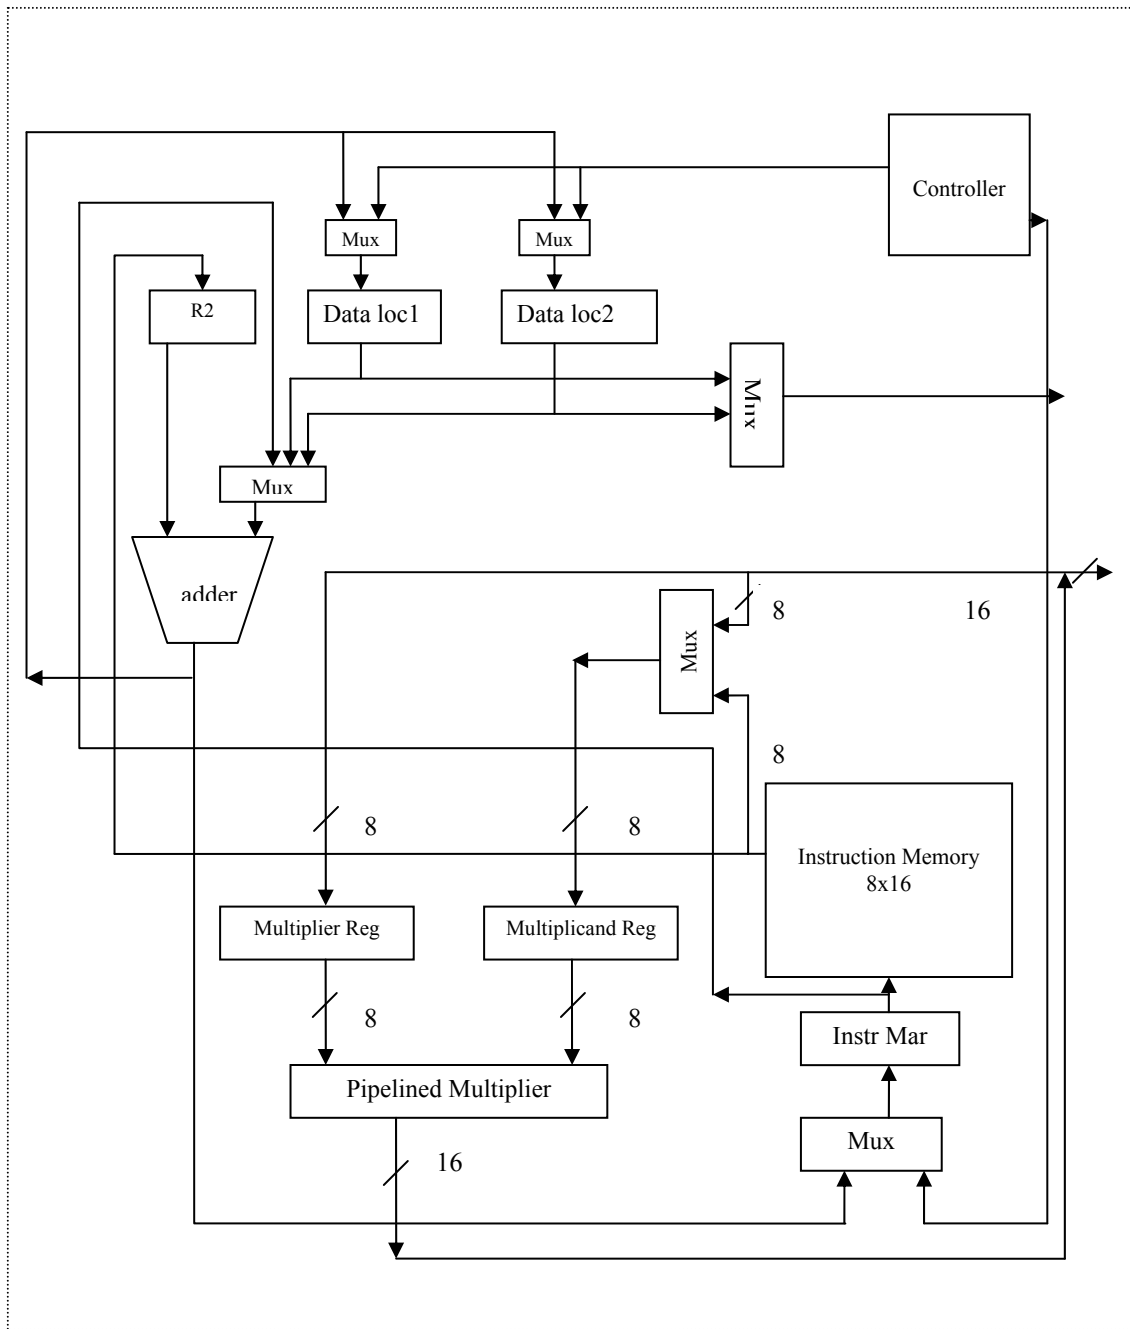 Controller
Mux
Mux
R2
Data loc1
Data loc2
Mux
Mux
adder
8
16
Mux
8
8
8
Instruction Memory
8x16
Multiplier Reg
Multiplicand Reg
8
8
Instr Mar
Pipelined Multiplier
Mux
16